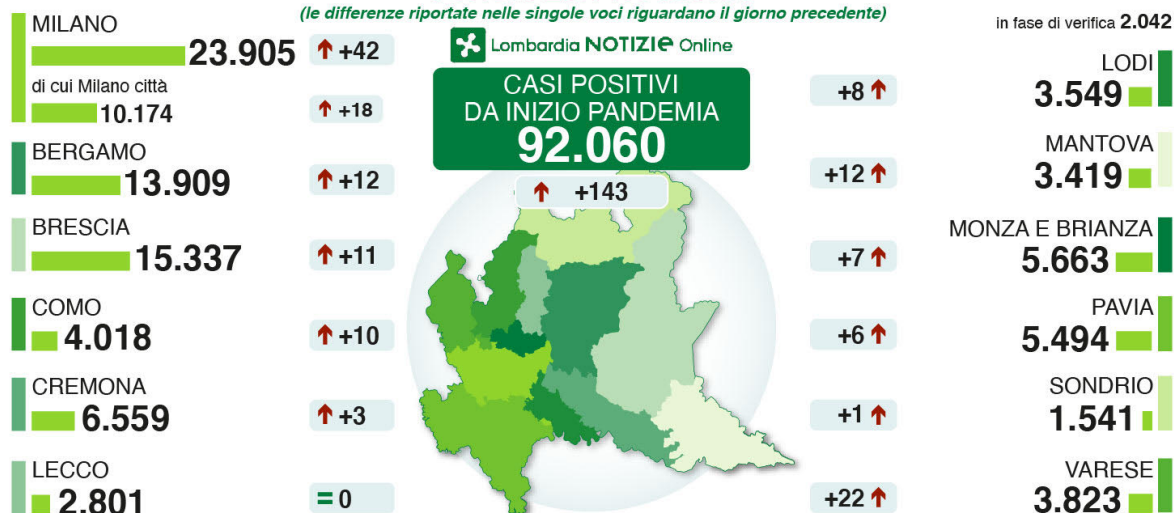 (le differenze riportate nelle singole voci riguardano il giorno precedente)
in fase di verifica 2.042
Lombardia NOTIZIE Online
CASI POSITIVI
DA INIZIO PANDEMIA
92.060
+143
MILANO
23.905 +42
di cui Milano città
10.174 +18
BERGAMO
13.909 +12
BRESCIA
15.337 +11
COMO
4.018 +10
CREMONA
6.559 +3
LECCO
2.801 = 0
LODI
+8 3.549
MANTOVA
+12 3.419
MONZA E BRIANZA
+7 5.663
PAVIA
+6 5.494
SONDRIO
+1 1.541
VARESE
+22 3.823